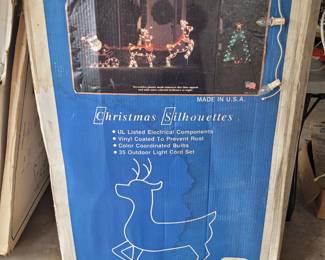 MADE IN U.S.A.
Christmas Silhouettes
• UL Listed Electrical Components
• Vinyl Coated To Prevent Rust
• Color Coordinated Bulbs
• 35 Outdoor Light Cord Set